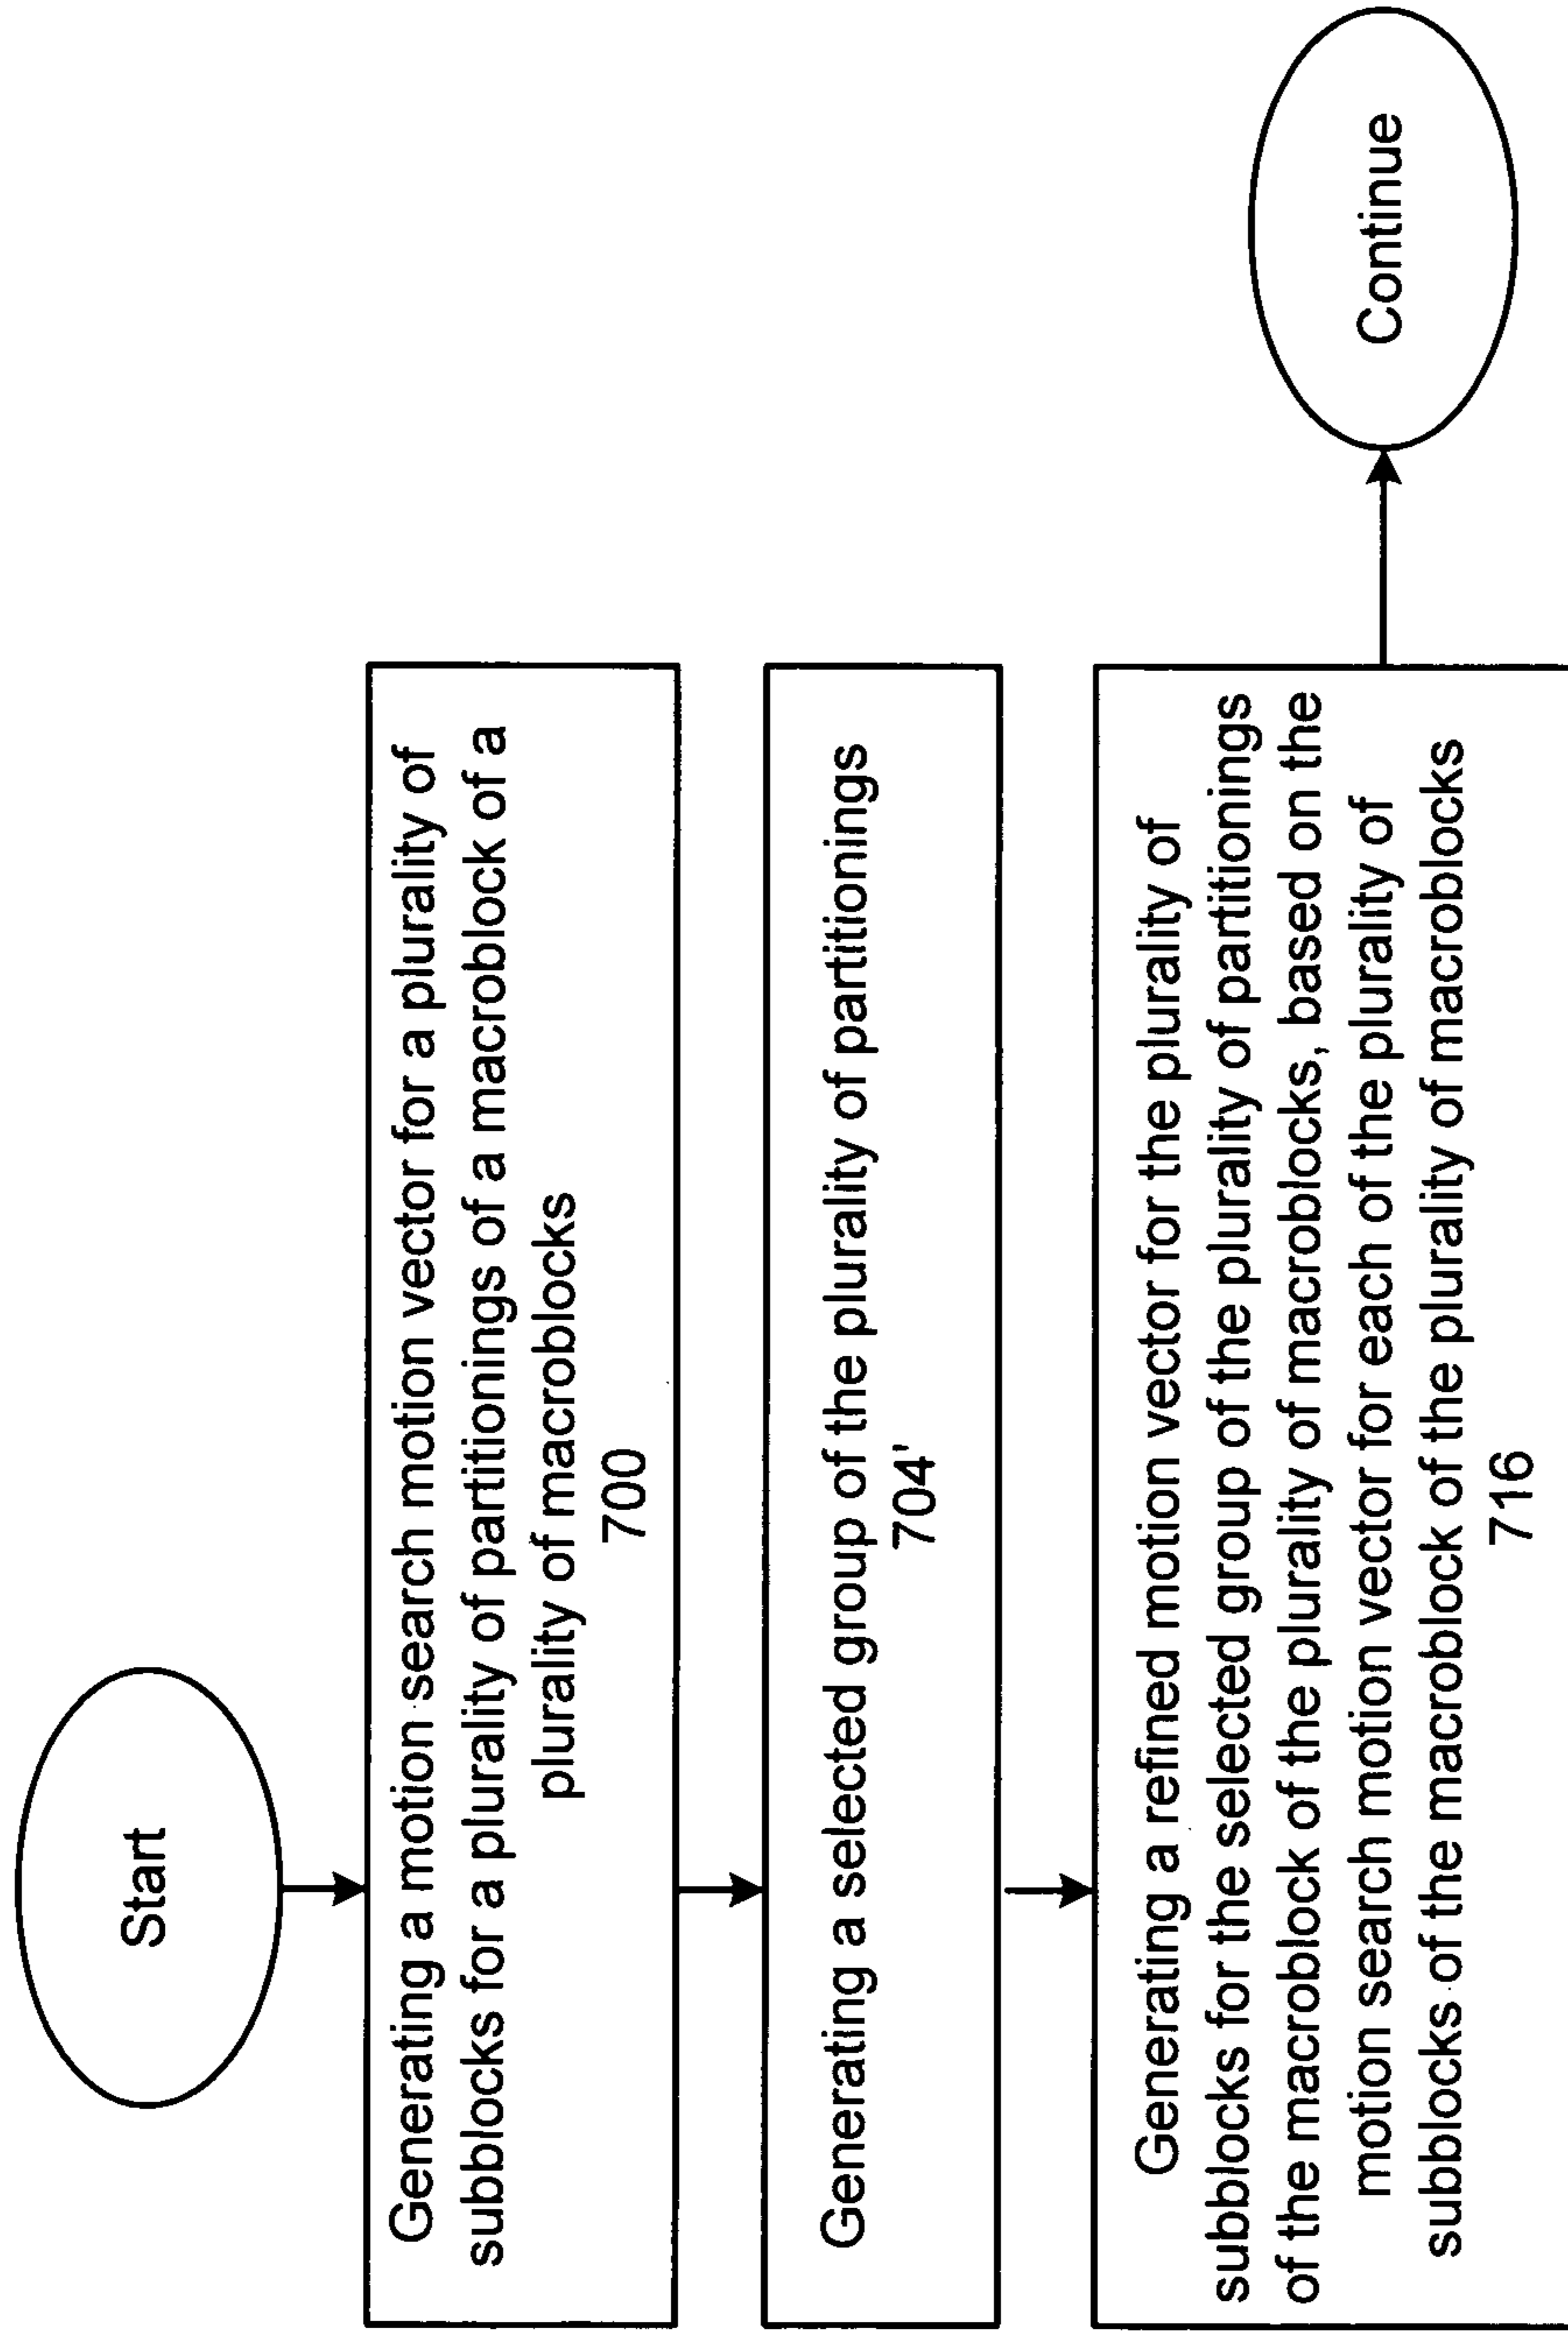 Start
Generating a motion search motion vector for a plurality of
subblocks for a plurality of partitionings of a macroblock of a
plurality of macroblocks
700
Generating a selected group of the plurality of partitionings
704'
Generating a refined motion vector for the plurality of
subblocks for the selected group of the plurality of partitionings
of the macroblock of the plurality of macroblocks, based on the
motion search motion vector for each of the plurality of
subblocks of the macroblock of the plurality of macroblocks
716
Continue